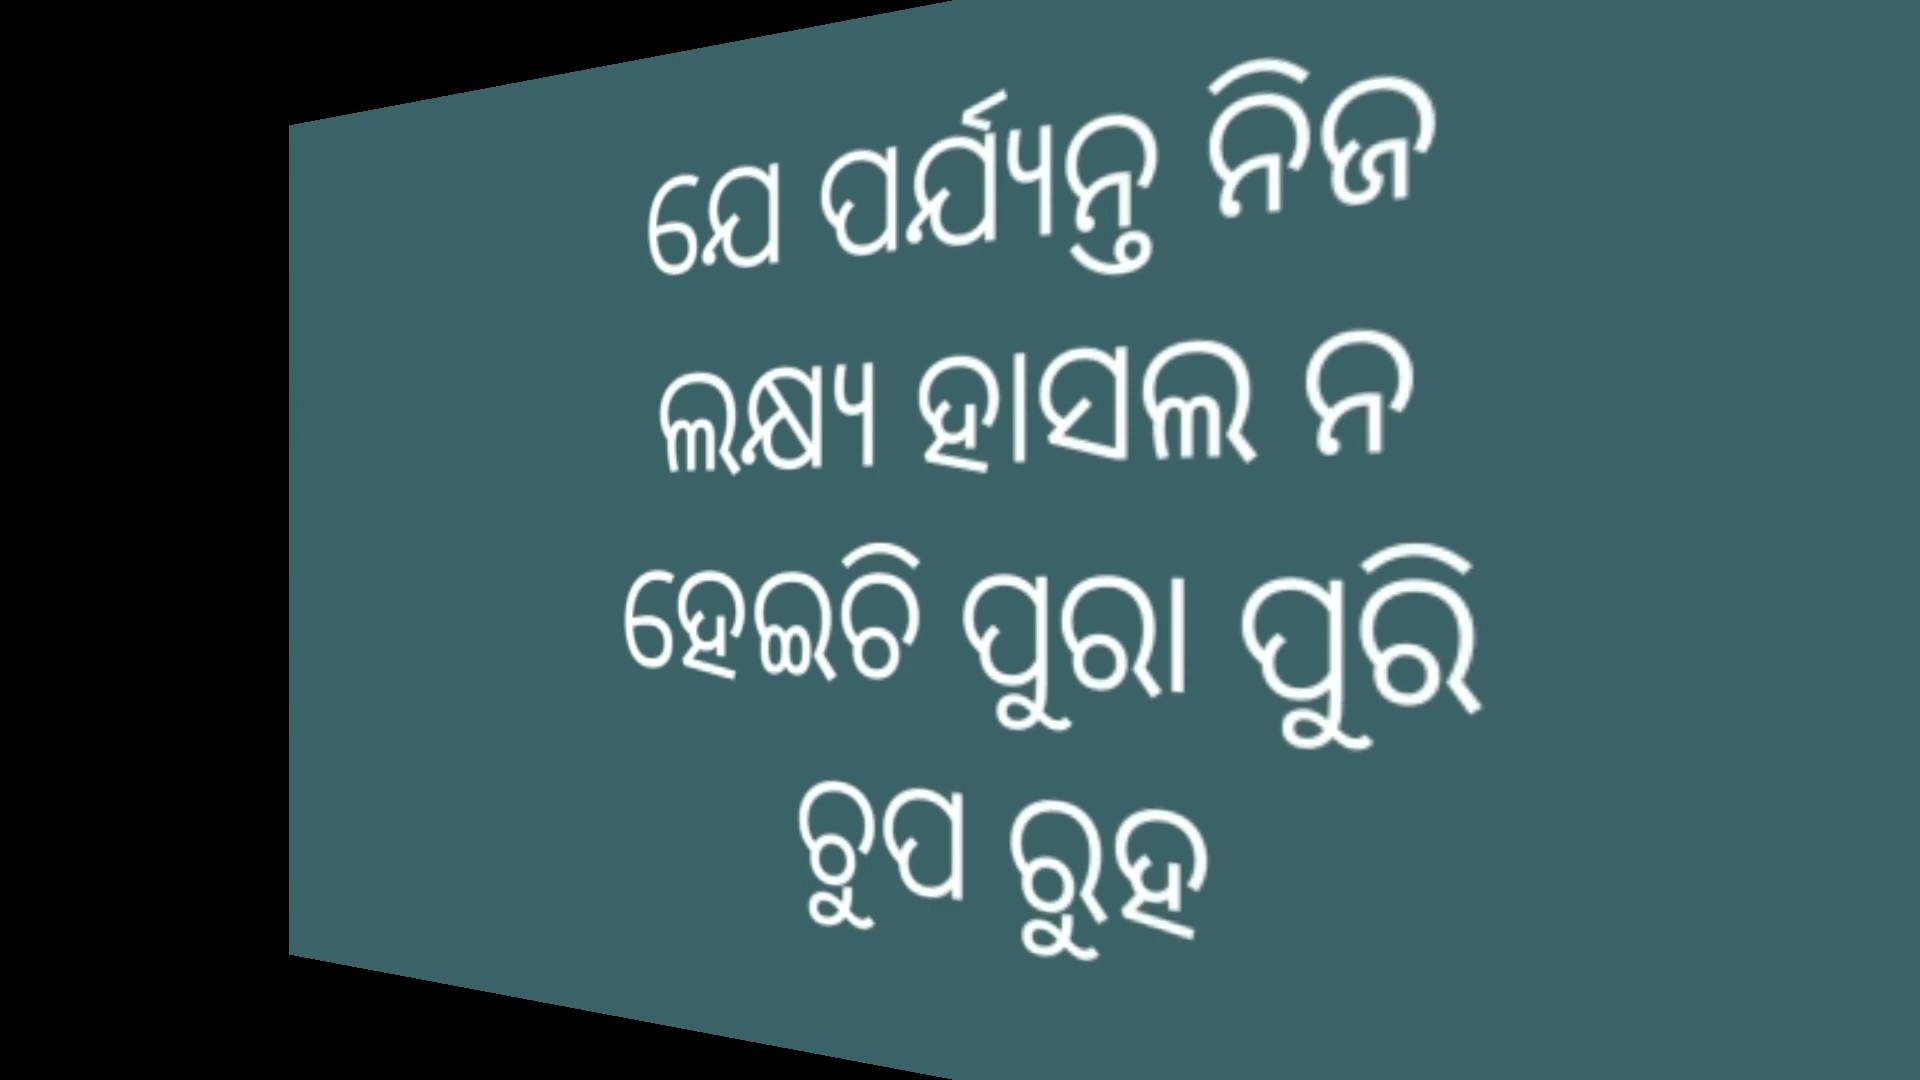 ଯେ ପର୍ଯ୍ୟନ୍ତ ନିଜ
ଲକ୍ଷ୍ୟ ହାସଲ ନ
ହେଇଚି ପୁରା ପୁରି
ଚୁପ ରୁହ